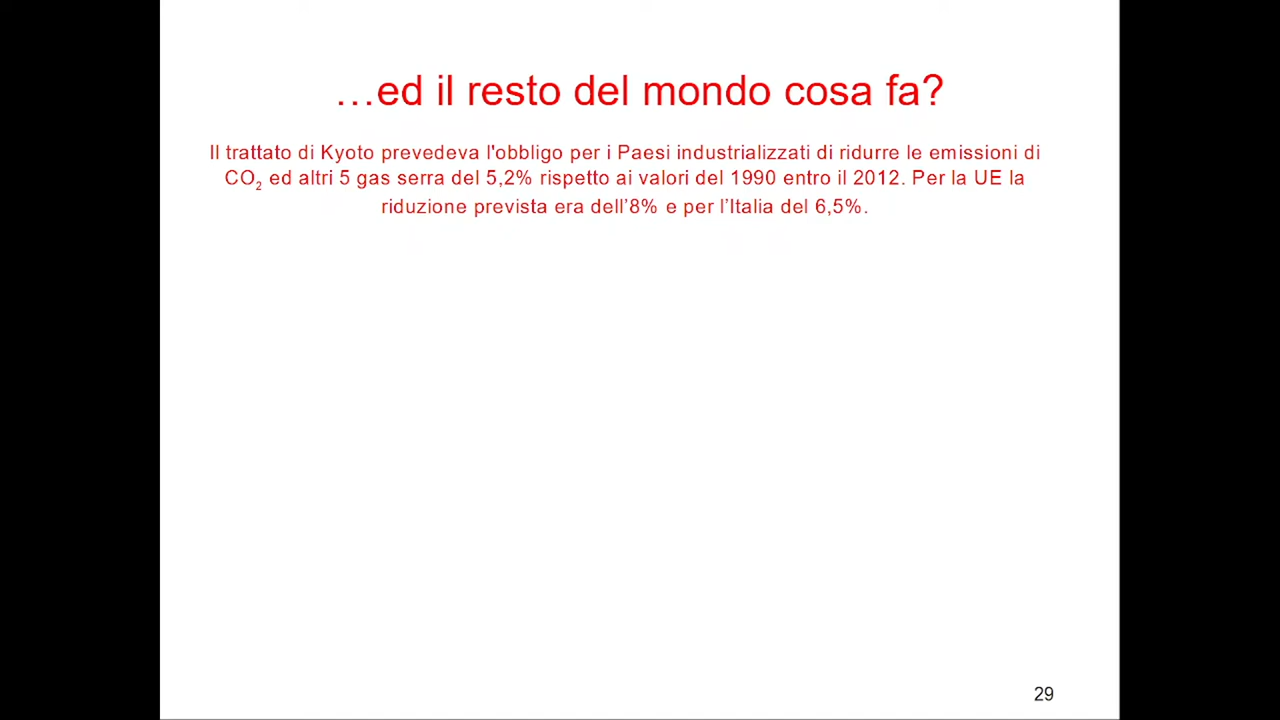 …ed il resto del mondo cosa fa?
Il trattato di Kyoto prevedeva l'obbligo per i Paesi industrializzati di ridurre le emissioni di
CO2 ed altri 5 gas serra del 5,2% rispetto ai valori del 1990 entro il 2012. Per la UE la
riduzione prevista era dell’8% e per l’Italia del 6,5%.
29